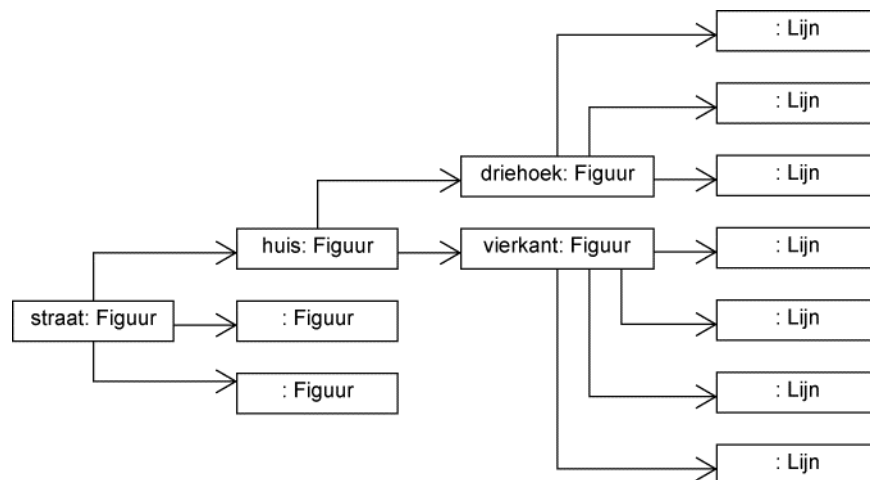 : Lijn
: Lijn
driehoek: Figuur
: Lijn
huis: Figuur
vierkant: Figuur
: Lijn
straat: Figuur
: Figuur
: Lijn
: Figuur
: Lijn
: Lijn